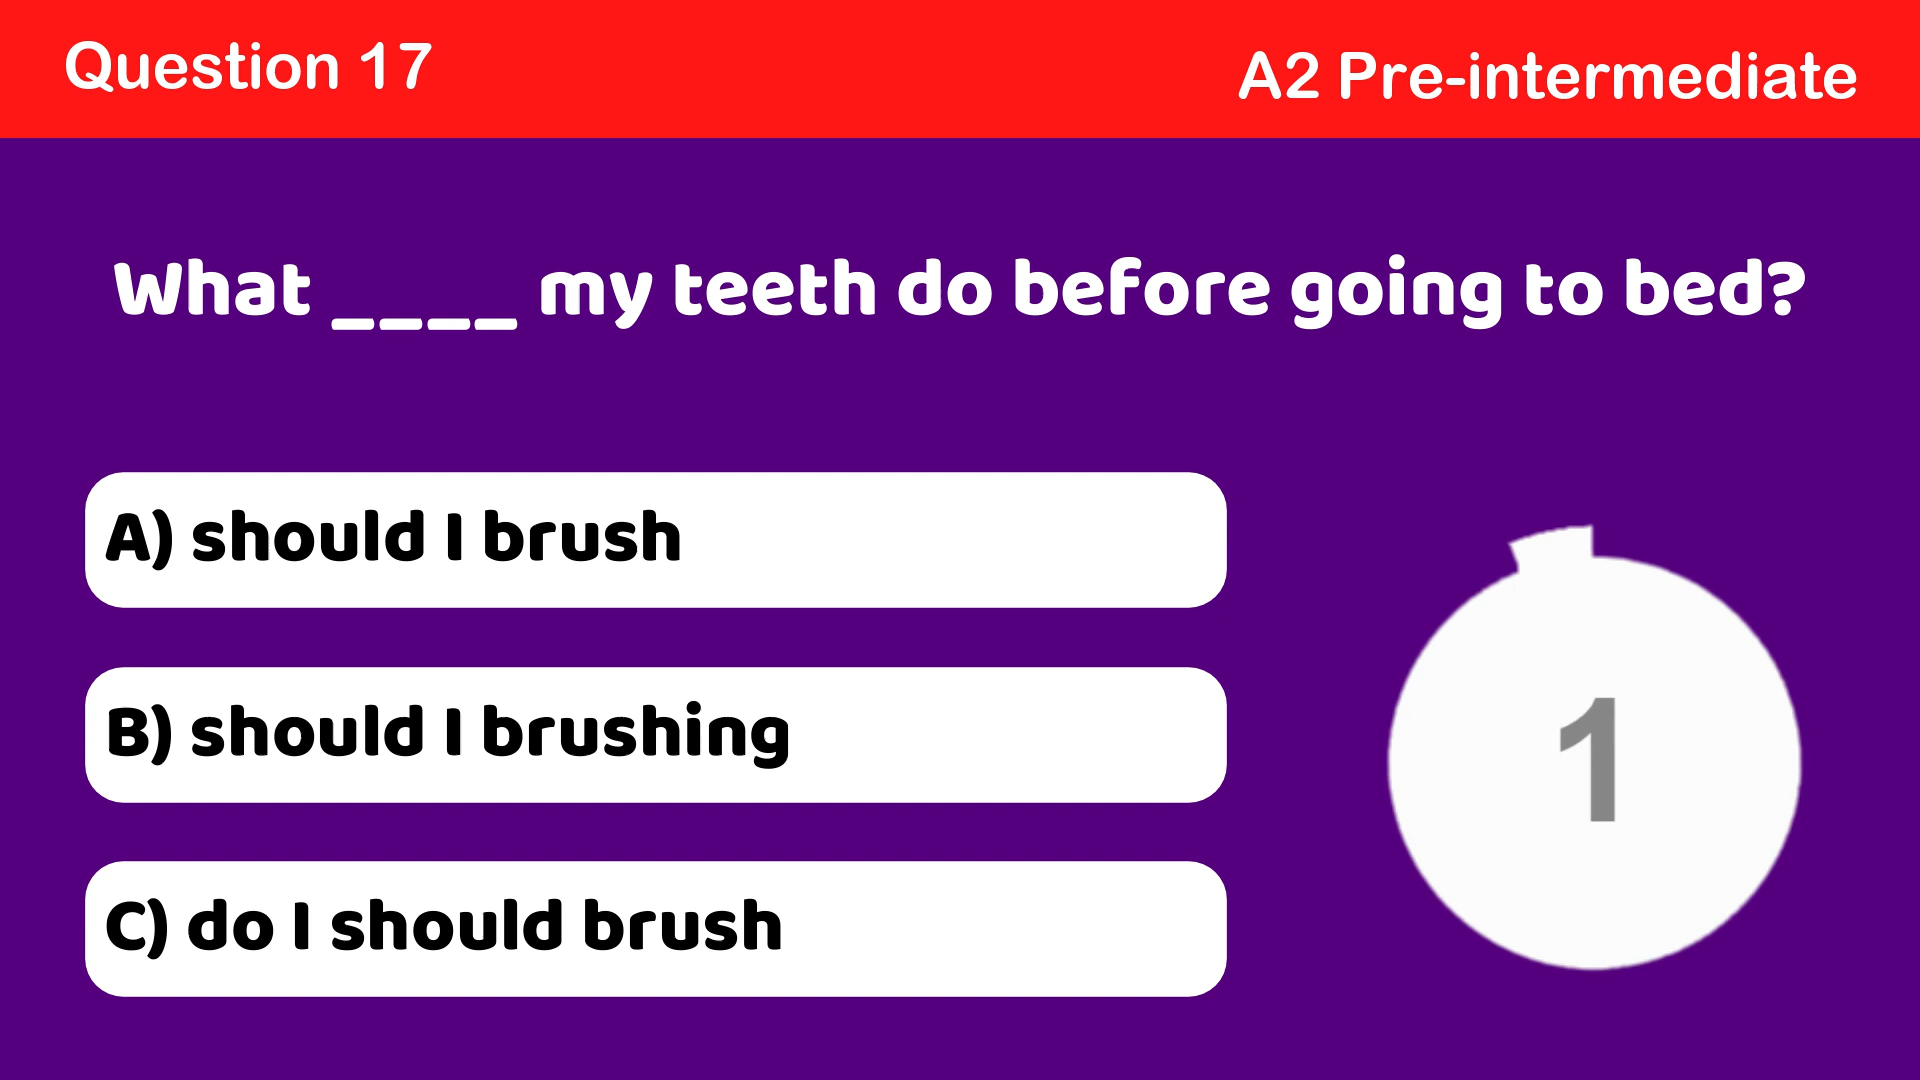 Question 17
A2 Pre-intermediate
What ____ my teeth do before going to bed?
A) should I brush
B) should I brushing
C) do I should brush
1